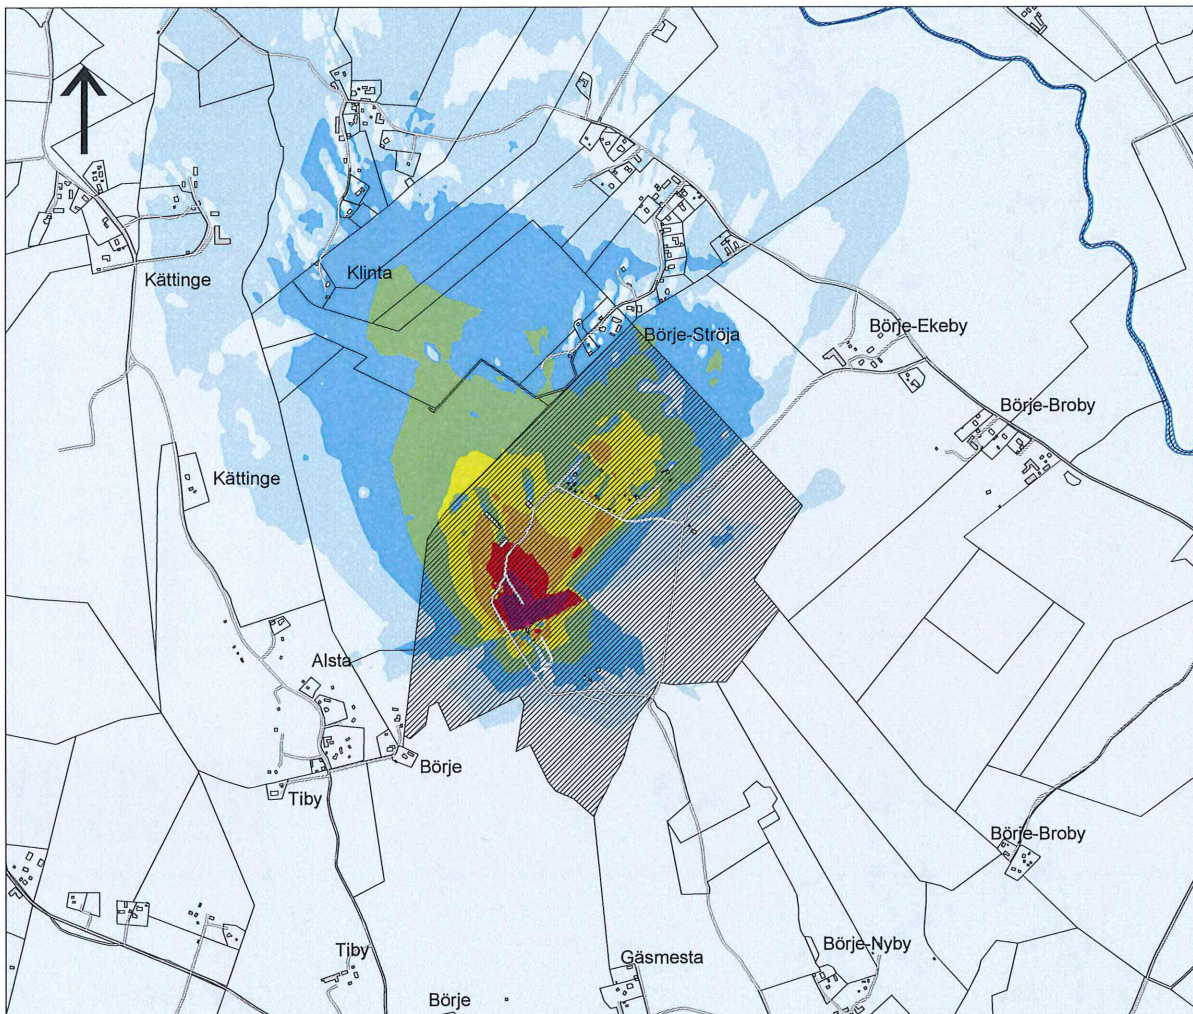 Klinta
Kättinge
Börje-Ekeby
Börje-Ströja
Börje-Broby
Kättinge
Alsta
Börje
Tiby
Börje-Broby
Börje-Nyby
Tiby
Gäsmesta
Börje